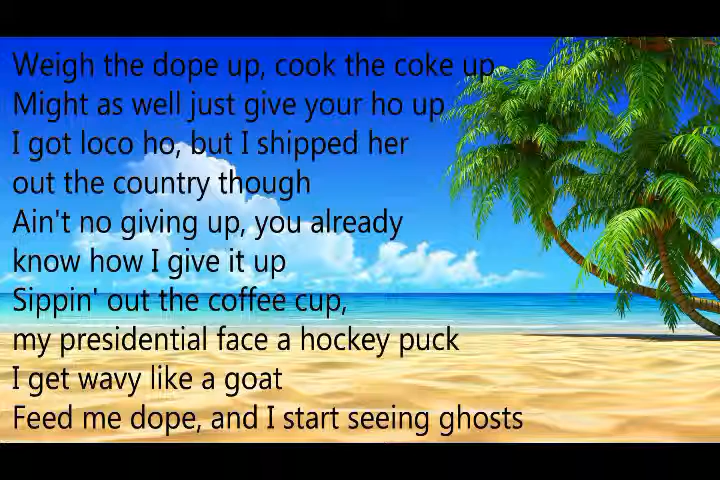 Weigh the dope up, cook the coke up
Might as well just give your ho up
I got loco ho, but I shipped her
out the country though
Ain't no giving up, you already
know how I give it up
Sippin' out the coffee cup,
my presidential face a hockey puck
I get wavy like a goat
Feed me dope, and I start seeing ghosts